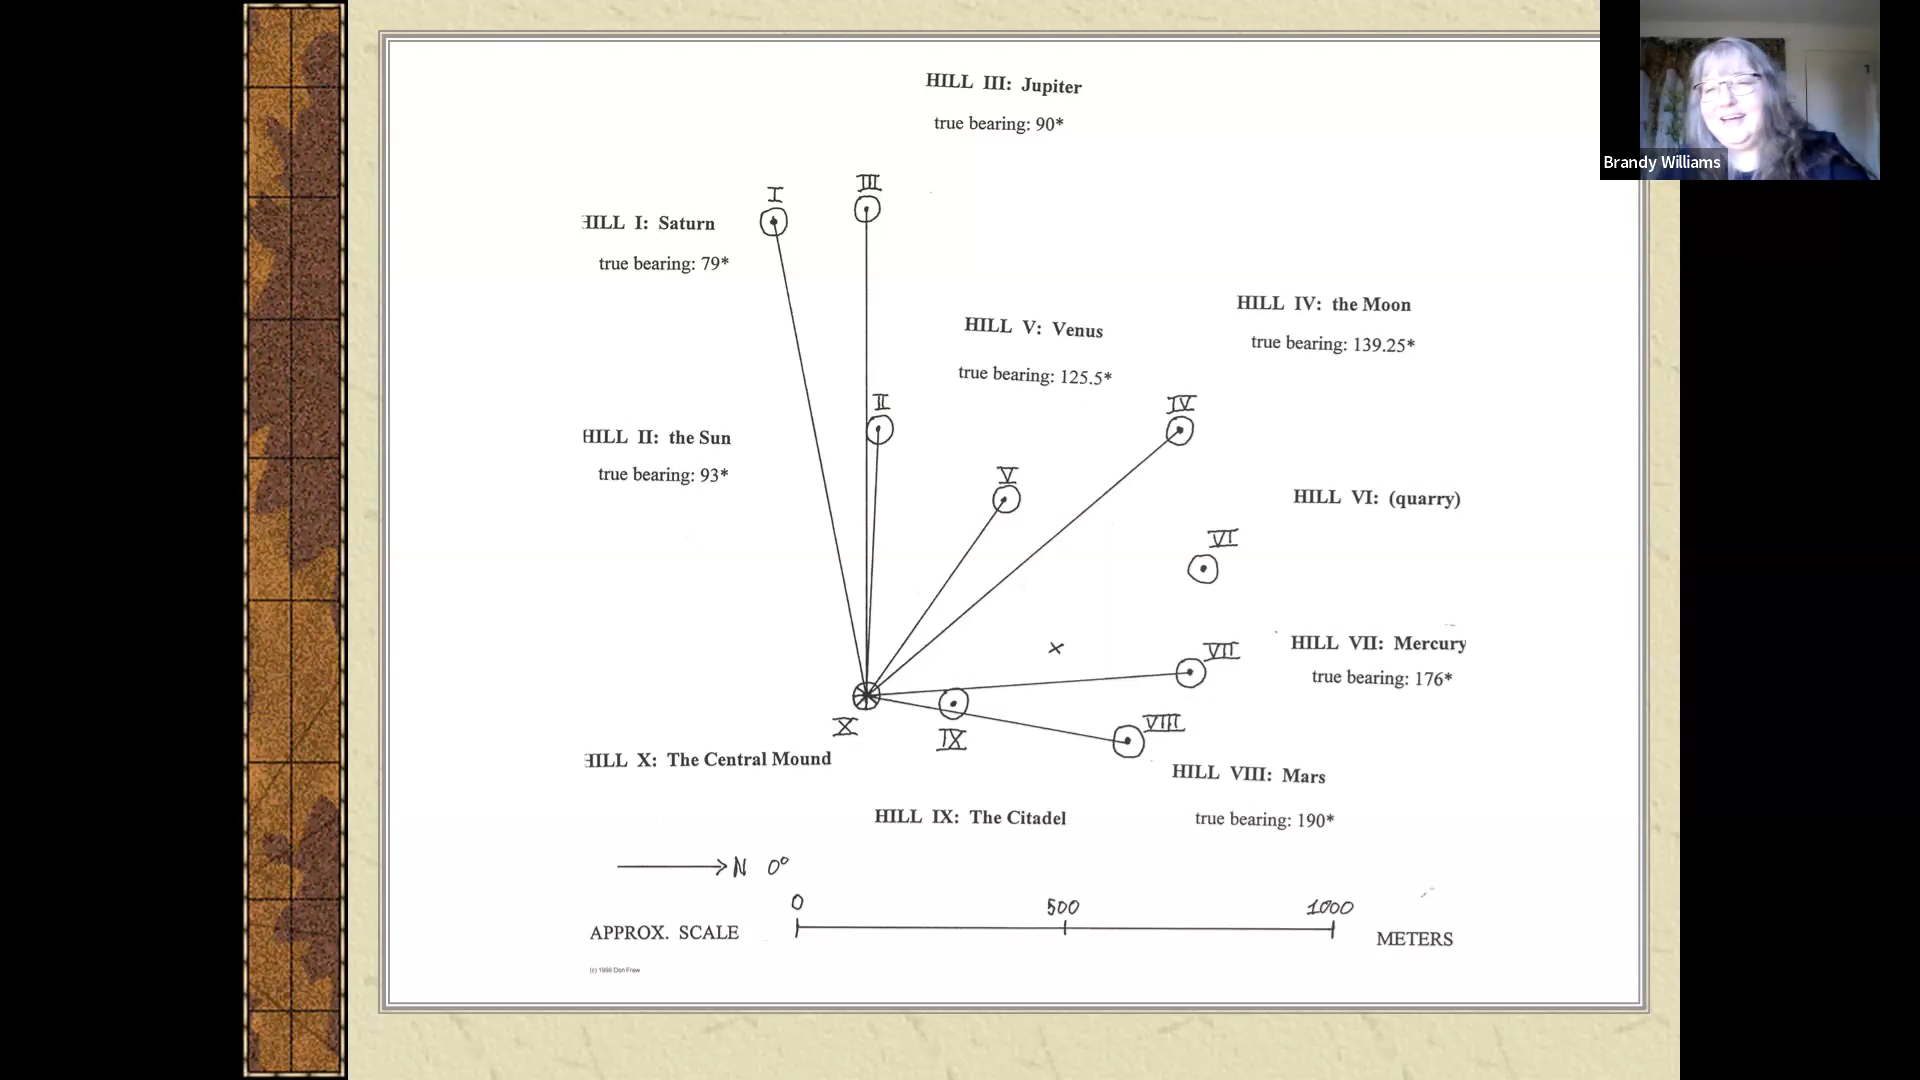 HILL III: Jupiter
true bearing: 90*
Brandy Williams
I
III
HILL I: Saturn
true bearing: 79*
HILL IV: the Moon
true bearing: 139.25*
HILL V: Venus
true bearing: 125.5*
II
IV
HILL II: the Sun
true bearing: 93*
V
HILL VI: (quarry)
VI
HILL VII: Mercury
true bearing: 176*
VII
X
IX
VIII
HILL X: The Central Mound
HILL VIII: Mars
true bearing: 190*
HILL IX: The Citadel
N 0°
0
500
1000
APPROX. SCALE
METERS
(c) 1998 Don Frew